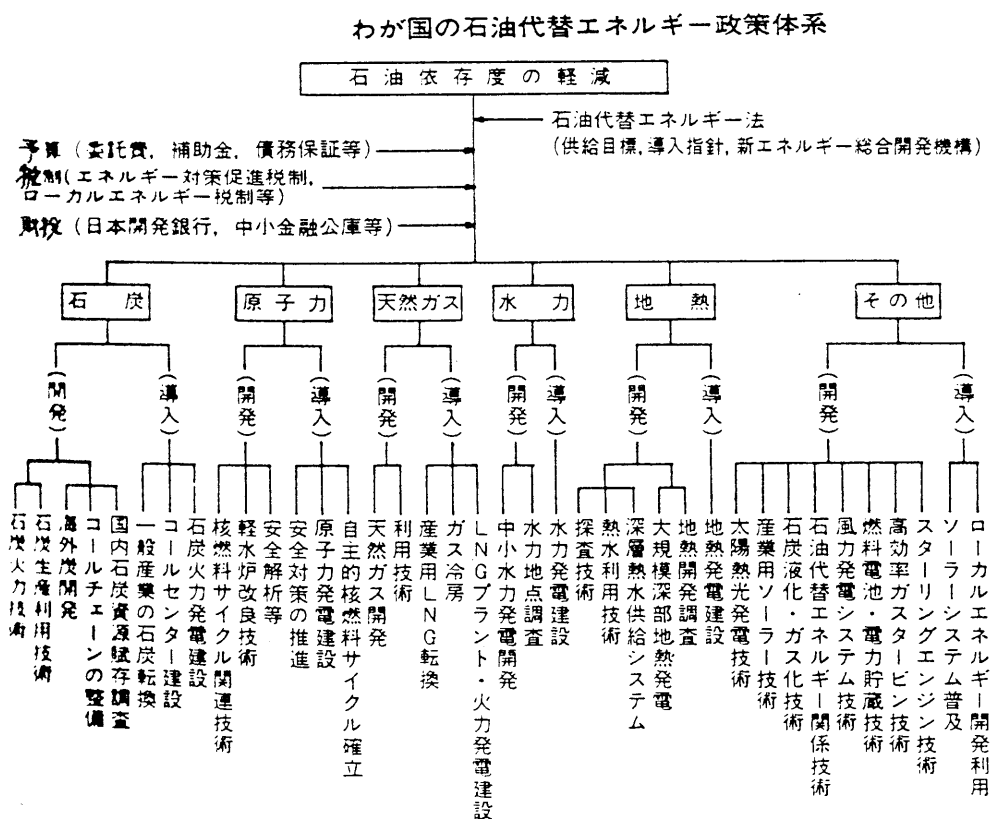 わが国の石油代替エネルギー政策体系
石油依存度の軽減
石油代替エネルギー法
(供給目標,導入指針,新エネルギー総合開発機構)
予算(委託費,補助金,債務保証等)
税制(エネルギー対策促進税制,
ローカルエネルギー税制等)
財投(日本開発銀行,中小金融公庫等)
石炭
原子力
天然ガス
水力
地熱
その他
(開発)
(導入)
(開発)
(導入)
(開発)
(導入)
(開発)
(導入)
(開発)
(導入)
(開発)
(導入)
石炭火力技術
石炭生産利用技術
海外炭開発
コールチェーンの整備
国内石炭資源賦存調査
一般産業の石炭転換
コールセンター建設
石炭火力発電建設
核燃料サイクル関連技術
軽水炉改良技術
安全解析等
安全対策の推進
原子力発電建設
自主的核燃料サイクル確立
天然ガス開発
利用技術
産業用LNG転換
ガス冷房
LNGプラント・火力発電建設
中小水力発電開発
水力地点調査
水力発電建設
探査技術
熱水利用技術
深層熱水供給システム
大規模深部地熱発電
地熱開発調査
地熱発電建設
太陽熱光発電技術
産業用ソーラー技術
石炭液化・ガス化技術
石油代替エネルギー関係技術
風力発電システム技術
燃料電池・電力貯蔵技術
高効率ガスタービン技術
スターリングエンジン技術
ソーラーシステム普及
ローカルエネルギー開発利用